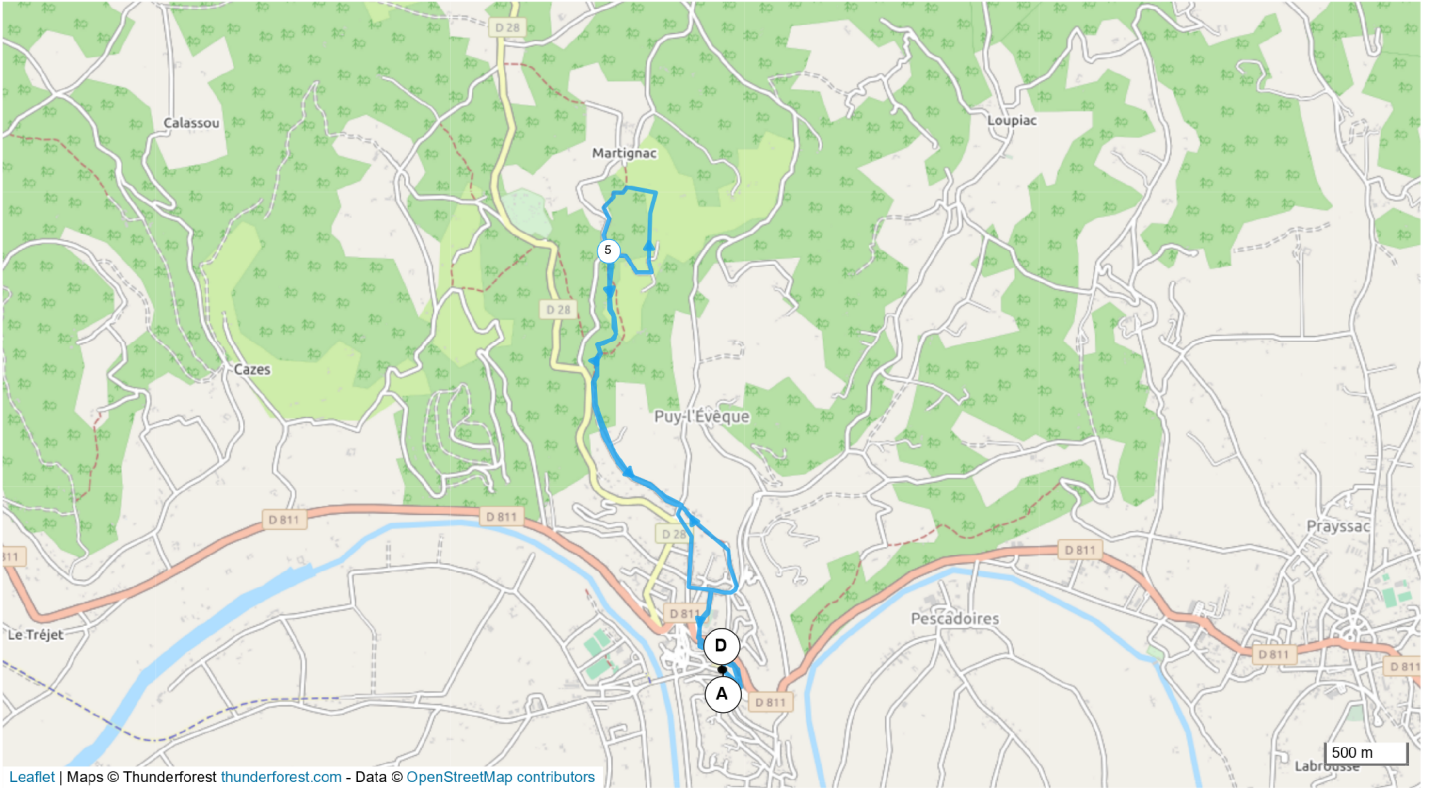 D 28
Calassou
Loupiac
Martignac
5
D 28
Cazes
Puy-l'Évêque
D 811
D 811
Prayssac
D 28
D 811
811
D 811
Pescadoires
Le Tréjet
D
D 811
D 811
A
D 811
500 m
Labrousse
Leaflet | Maps © Thunderforest thunderforest.com - Data © OpenStreetMap contributors